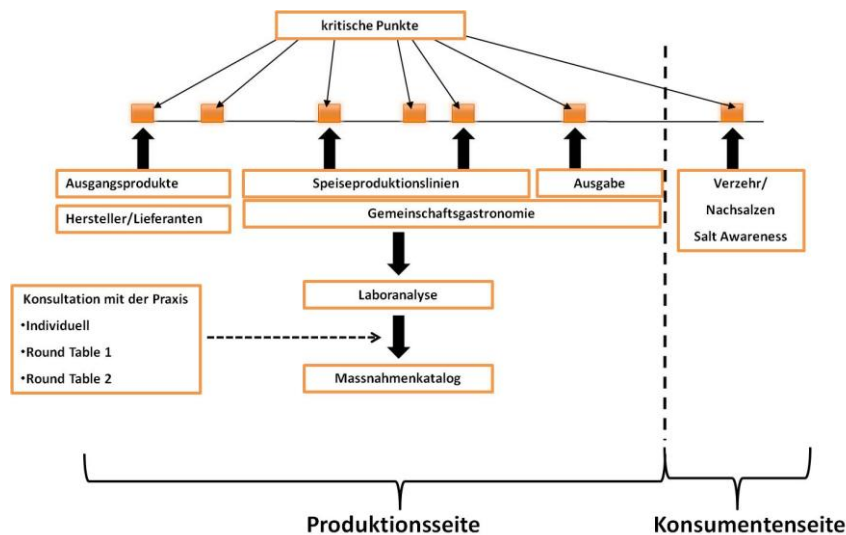 kritische Punkte
Ausgangsprodukte
Hersteller/Lieferanten
Speiseproduktionslinien
Ausgabe
Gemeinschaftsgastronomie
Verzehr/
Nachsalzen
Salt Awareness
Laboranalyse
Konsultation mit der Praxis
•Individuell
•Round Table 1
•Round Table 2
Massnahmenkatalog
Produktionsseite
Konsumentenseite